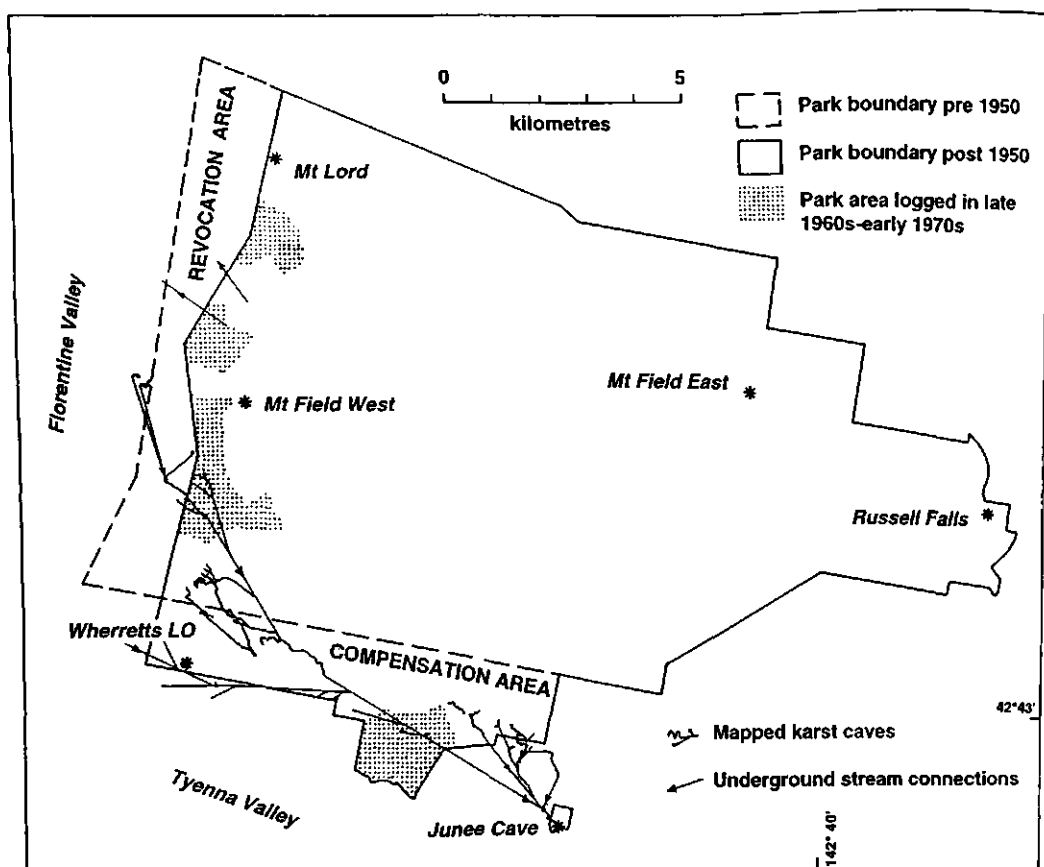 0 5
kilometres
Park boundary pre 1950
Park boundary post 1950
Park area logged in late
1960s-early 1970s
REVOCATION AREA
Mt Lord
Florentine Valley
Mt Field West
Mt Field East
Russell Falls
Wherretts LO
COMPENSATION AREA
42°43'
Mapped karst caves
Underground stream connections
Tyenna Valley
Junee Cave
142° 40'